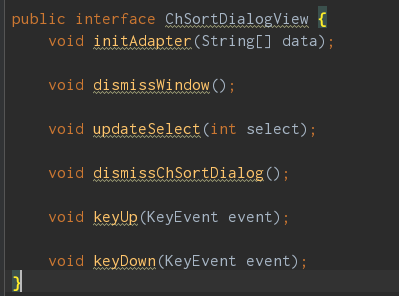 public interface ChSortDialogView {
void initAdapter(String[] data);
void dismissWindow();
void updateSelect(int select);
void dismissChSortDialog();
void keyUp(KeyEvent event);
void keyDown(KeyEvent event);
}